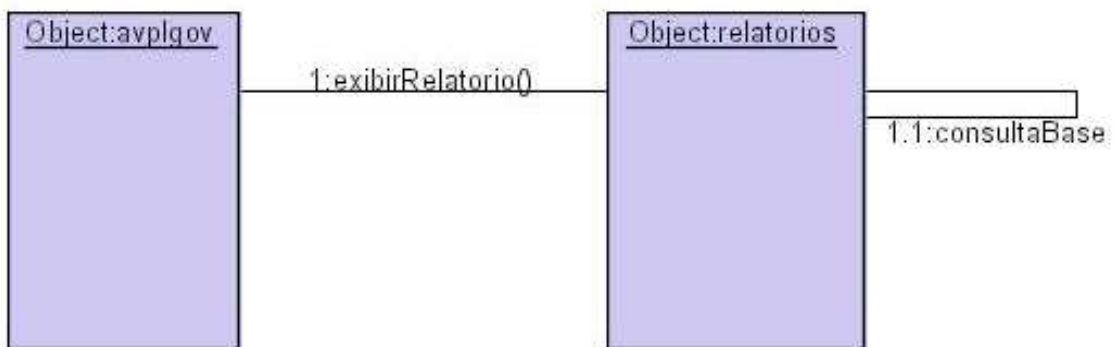 Object:avplgov
Object:relatorios
1:exibirRelatorio()
1.1:consultaBase